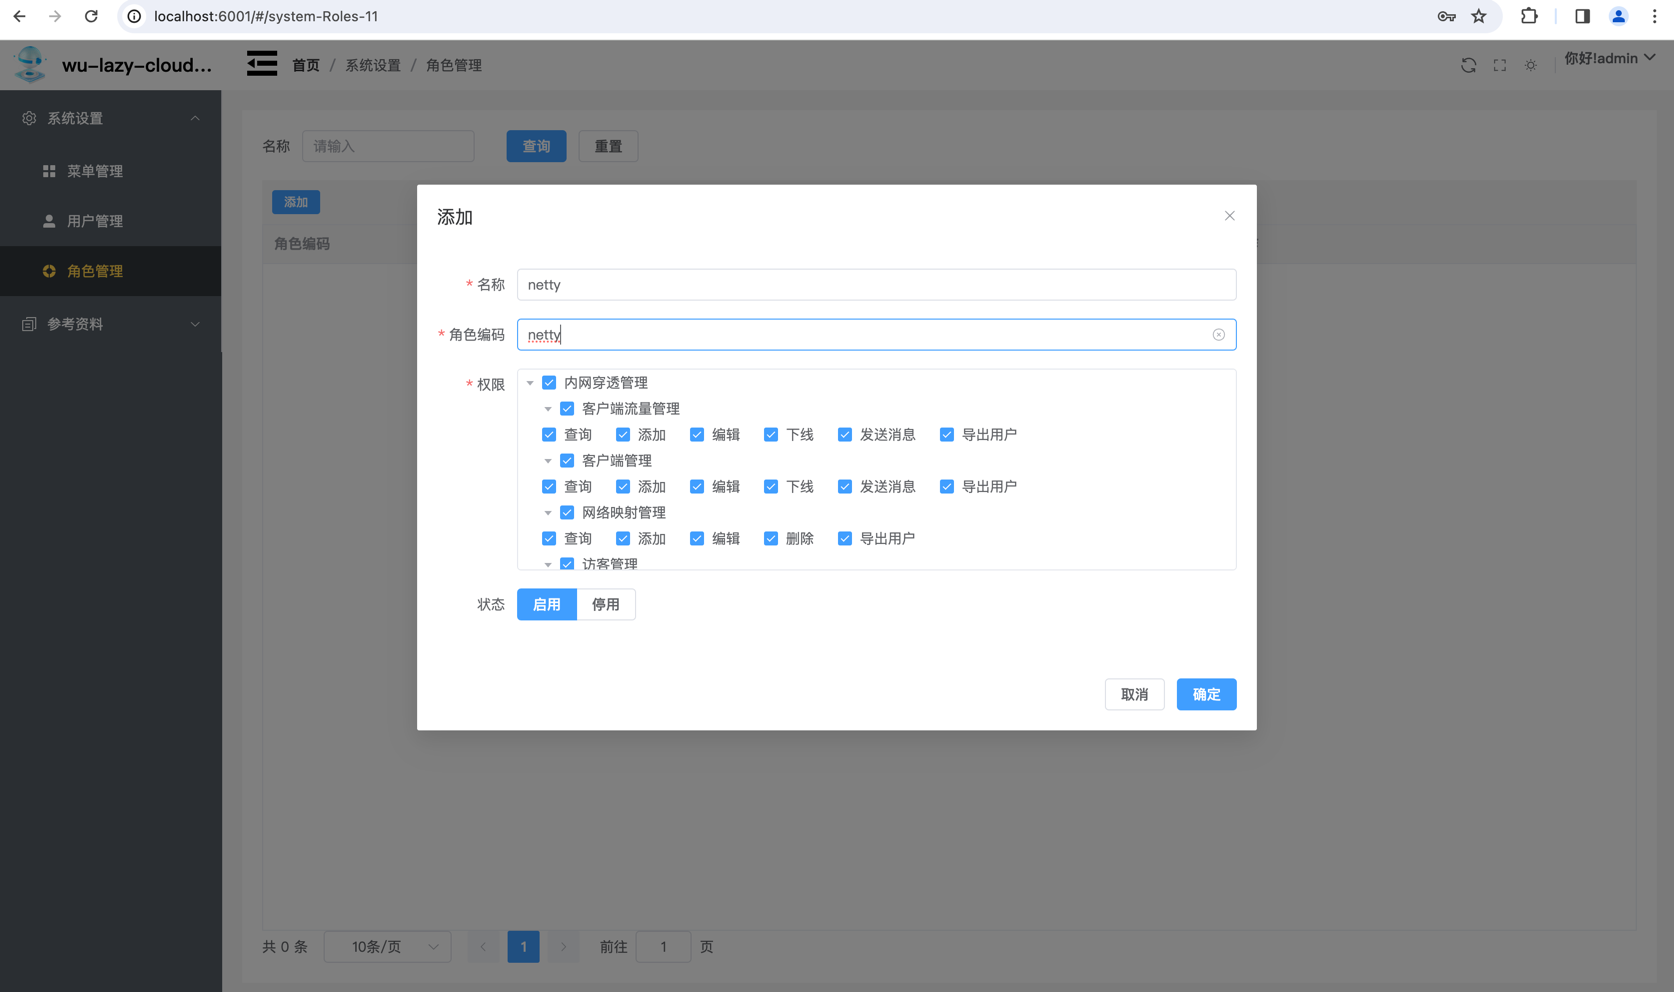 localhost:6001/#/system-Roles-11
wu-lazy-cloud...
首页 / 系统设置 / 角色管理
你好!admin
系统设置
菜单管理
用户管理
角色管理
参考资料
名称 请输入 查询 重置
添加
角色编码
添加
* 名称 netty
* 角色编码 netty
* 权限 内网穿透管理
客户端流量管理
查询 添加 编辑 下线 发送消息 导出用户
客户端管理
查询 添加 编辑 下线 发送消息 导出用户
网络映射管理
查询 添加 编辑 删除 导出用户
访客管理
状态 启用 停用
取消 确定
共 0 条 10条/页 1 前往 1 页